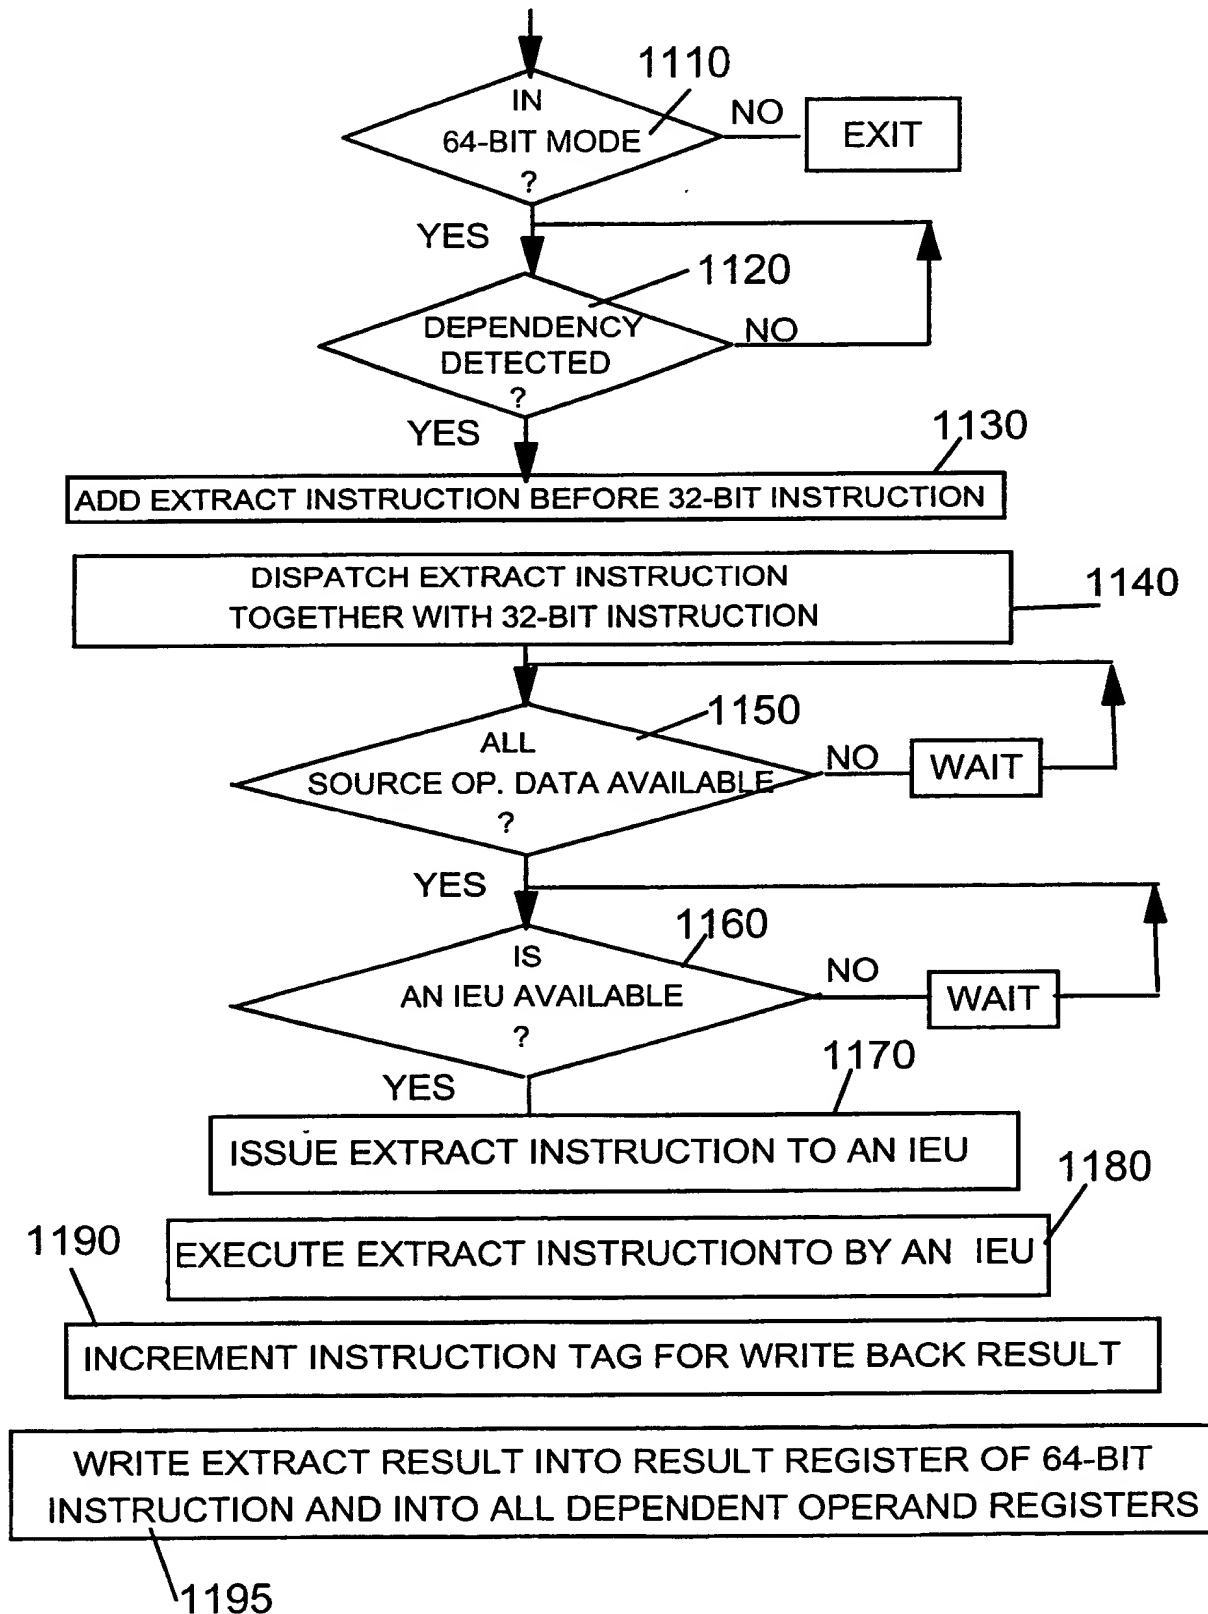 1110
IN
64-BIT MODE
?
NO
EXIT
YES
1120
DEPENDENCY
DETECTED
?
NO
YES
1130
ADD EXTRACT INSTRUCTION BEFORE 32-BIT INSTRUCTION
DISPATCH EXTRACT INSTRUCTION
TOGETHER WITH 32-BIT INSTRUCTION
1140
1150
ALL
SOURCE OP. DATA AVAILABLE
?
NO
WAIT
YES
1160
IS
AN IEU AVAILABLE
?
NO
WAIT
YES
1170
ISSUE EXTRACT INSTRUCTION TO AN IEU
1180
EXECUTE EXTRACT INSTRUCTIONTO BY AN IEU
1190
INCREMENT INSTRUCTION TAG FOR WRITE BACK RESULT
WRITE EXTRACT RESULT INTO RESULT REGISTER OF 64-BIT
INSTRUCTION AND INTO ALL DEPENDENT OPERAND REGISTERS
1195